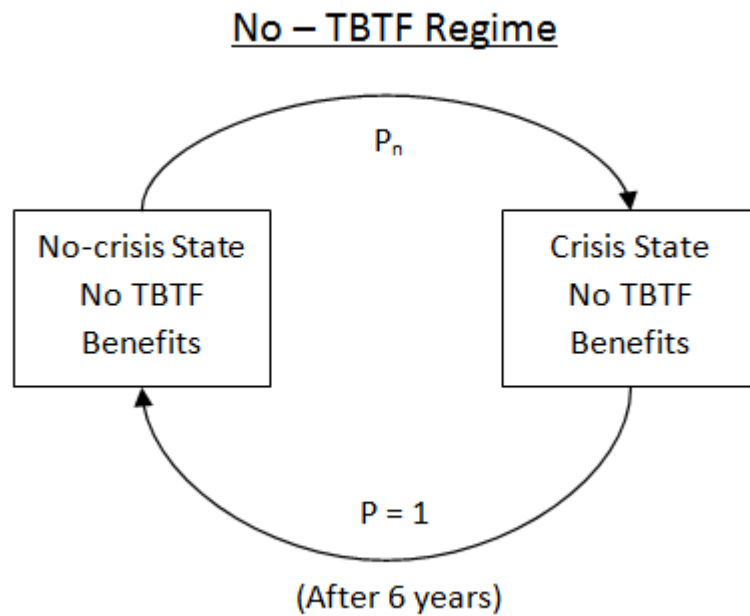 No – TBTF Regime
Pn
No-crisis State
No TBTF
Benefits
Crisis State
No TBTF
Benefits
P = 1
(After 6 years)